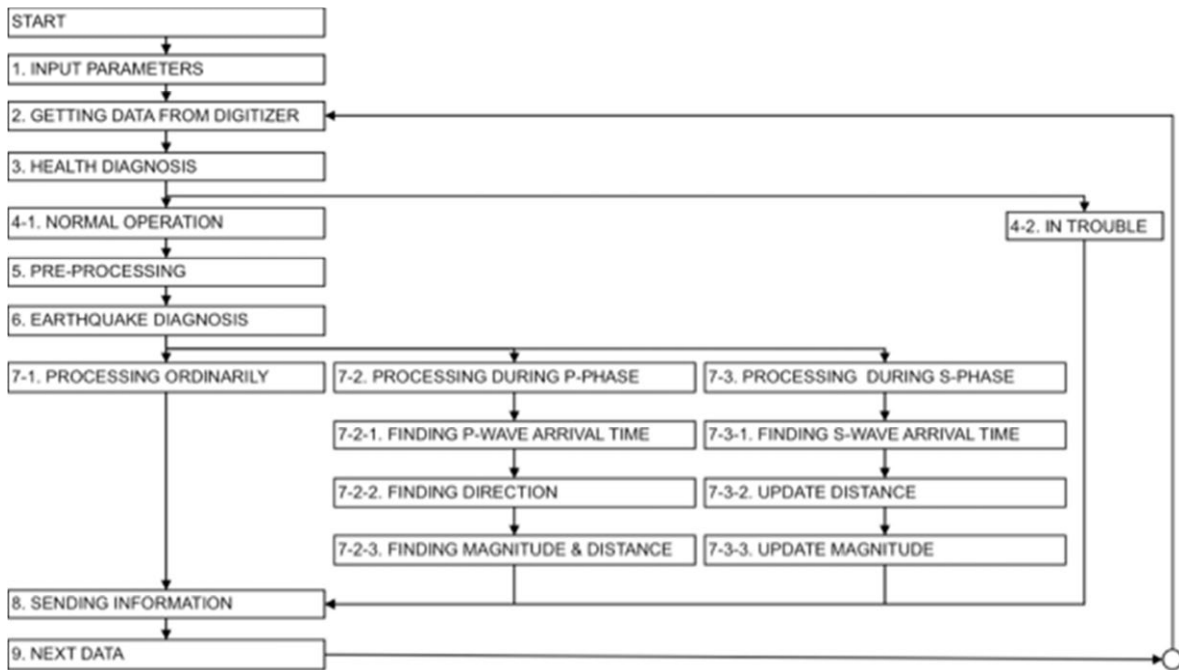 START
1. INPUT PARAMETERS
2. GETTING DATA FROM DIGITIZER
3. HEALTH DIAGNOSIS
4-1. NORMAL OPERATION
4-2. IN TROUBLE
5. PRE-PROCESSING
6. EARTHQUAKE DIAGNOSIS
7-1. PROCESSING ORDINARILY
7-2. PROCESSING DURING P-PHASE
7-3. PROCESSING DURING S-PHASE
7-2-1. FINDING P-WAVE ARRIVAL TIME
7-3-1. FINDING S-WAVE ARRIVAL TIME
7-2-2. FINDING DIRECTION
7-3-2. UPDATE DISTANCE
7-2-3. FINDING MAGNITUDE & DISTANCE
7-3-3. UPDATE MAGNITUDE
8. SENDING INFORMATION
9. NEXT DATA